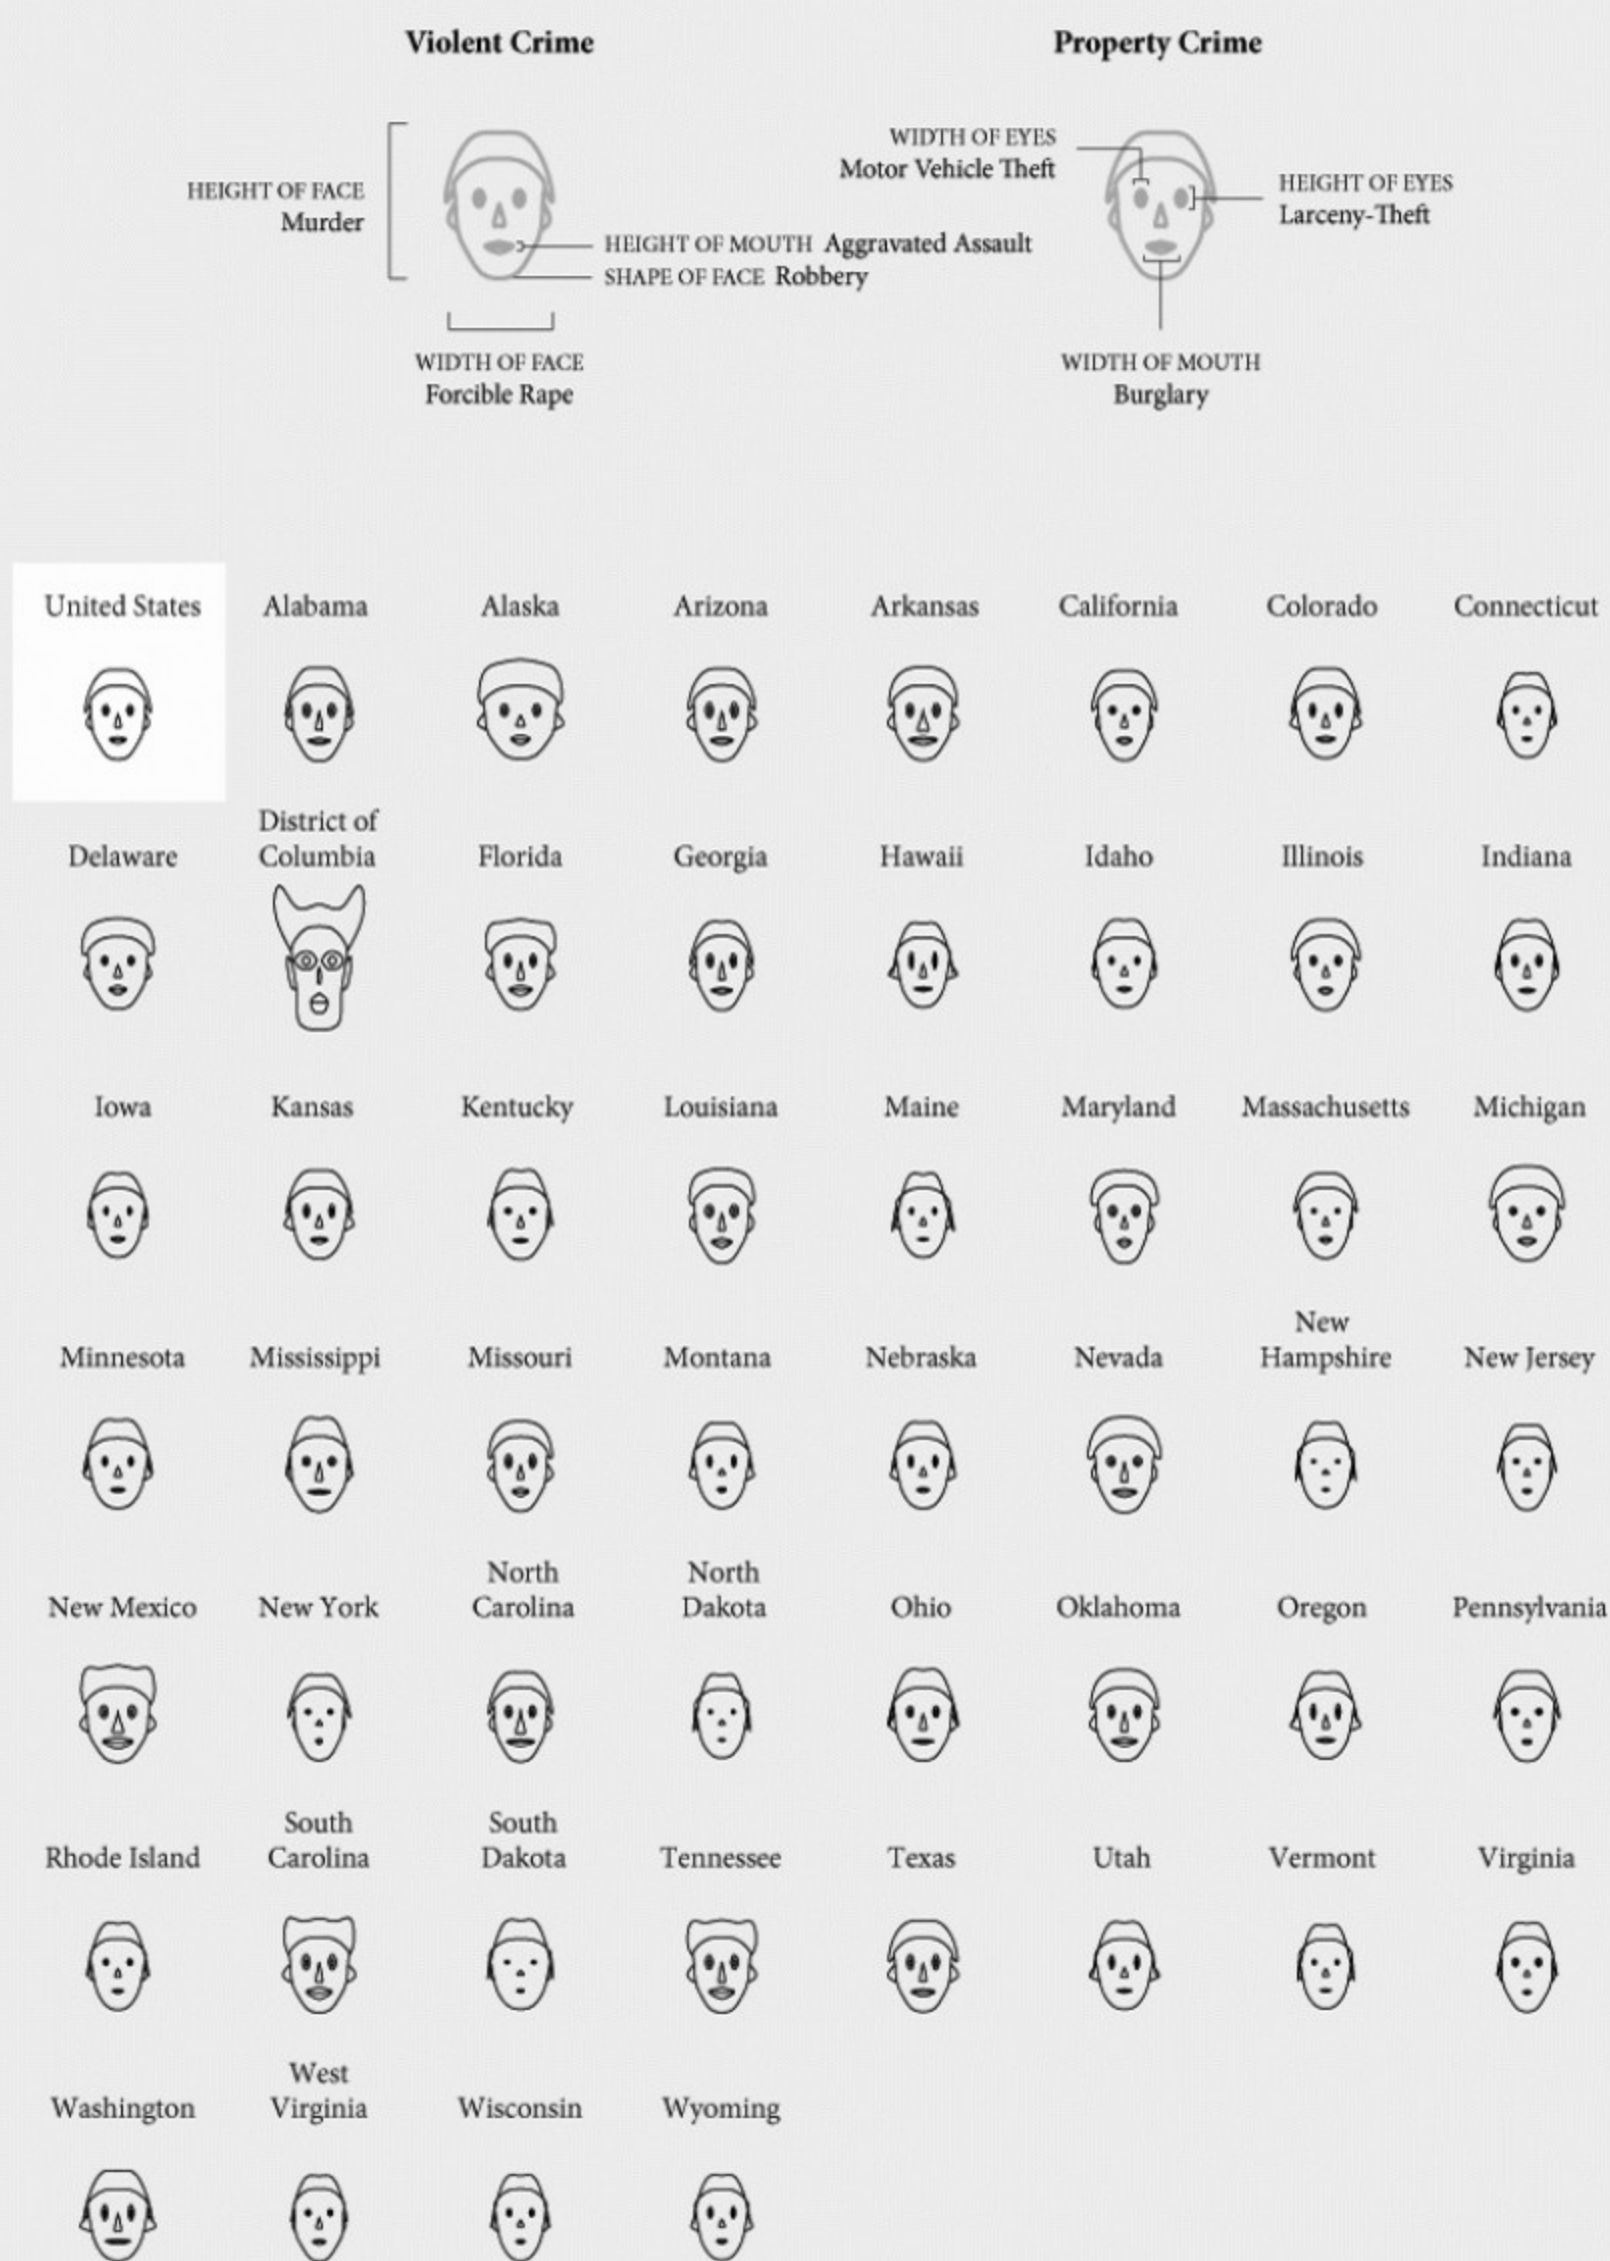 Violent Crime
Property Crime
HEIGHT OF FACE
Murder
HEIGHT OF MOUTH Aggravated Assault
SHAPE OF FACE Robbery
WIDTH OF FACE
Forcible Rape
WIDTH OF EYES
Motor Vehicle Theft
HEIGHT OF EYES
Larceny-Theft
WIDTH OF MOUTH
Burglary
United States
Alabama
Alaska
Arizona
Arkansas
California
Colorado
Connecticut
Delaware
District of
Columbia
Florida
Georgia
Hawaii
Idaho
Illinois
Indiana
Iowa
Kansas
Kentucky
Louisiana
Maine
Maryland
Massachusetts
Michigan
Minnesota
Mississippi
Missouri
Montana
Nebraska
Nevada
New
Hampshire
New Jersey
New Mexico
New York
North
Carolina
North
Dakota
Ohio
Oklahoma
Oregon
Pennsylvania
Rhode Island
South
Carolina
South
Dakota
Tennessee
Texas
Utah
Vermont
Virginia
Washington
West
Virginia
Wisconsin
Wyoming